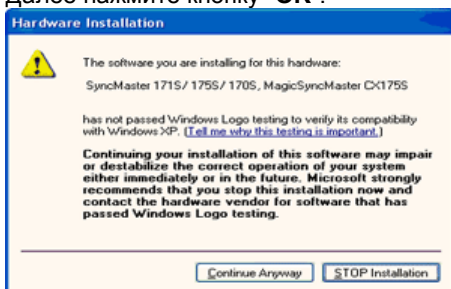 Далее нажмите кнопку "OK".
Hardware Installation
The software you are installing for this hardware:
SyncMaster 171S/ 175S/ 170S, MagicSyncMaster CX175S
has not passed Windows Logo testing to verify its compatibility
with Windows XP. (Tell me why this testing is important.)
Continuing your installation of this software may impair
or destabilize the correct operation of your system
either immediately or in the future. Microsoft strongly
recommends that you stop this installation now and
contact the hardware vendor for software that has
passed Windows Logo testing.
Continue Anyway STOP Installation